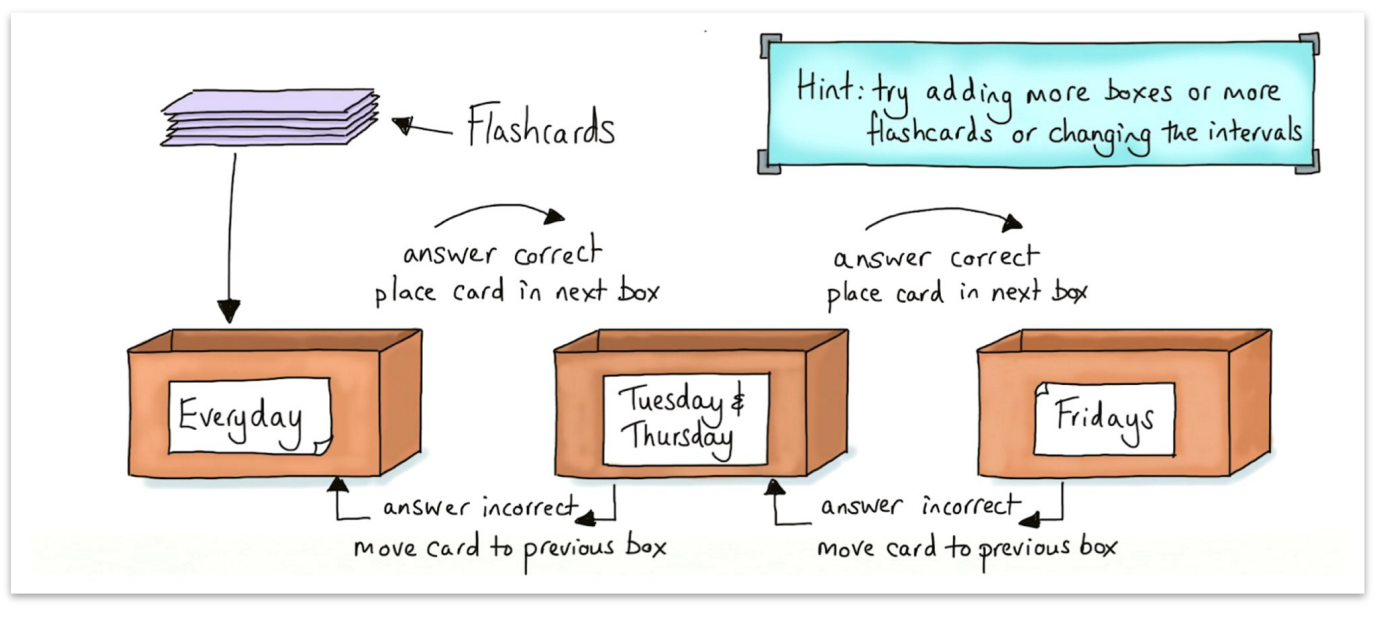 Flashcards
Hint: try adding more boxes or more
flashcards or changing the intervals
answer correct
place card in next box
answer correct
place card in next box
Everyday
Tuesday &
Thursday
Fridays
answer incorrect
move card to previous box
answer incorrect
move card to previous box